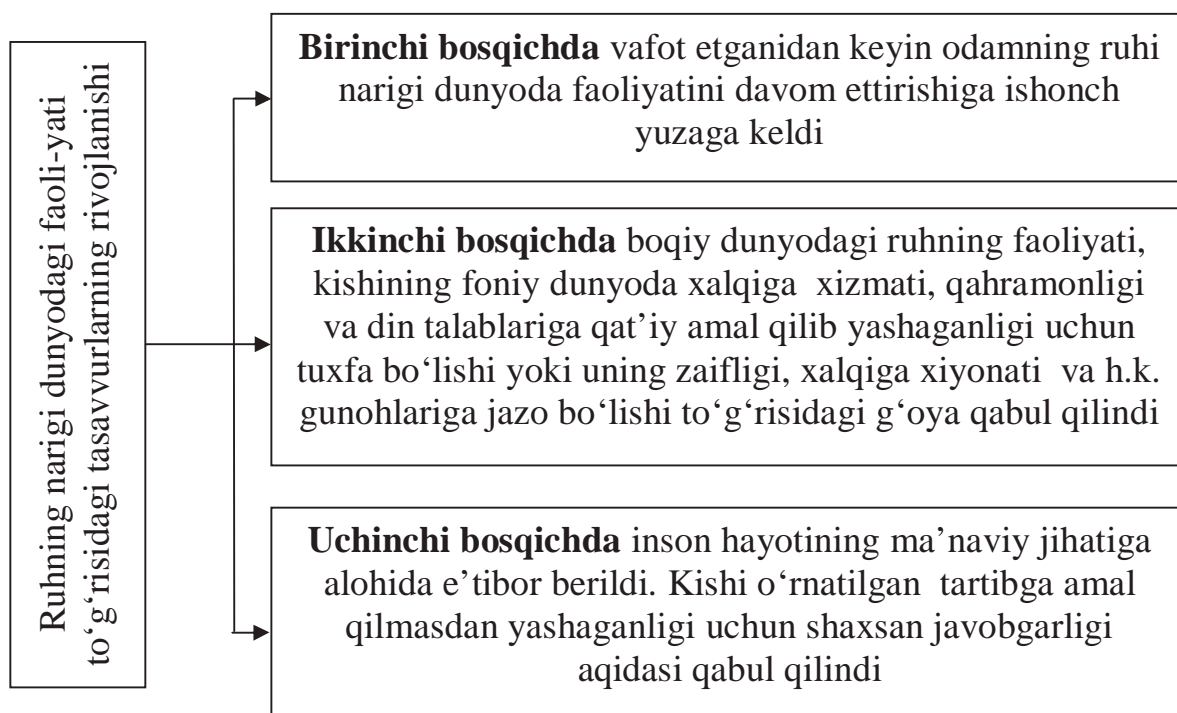 Ruhning narigi dunyodagi faoli-yati
to‘g‘risidagi tasavvurlarning rivojlanishi
Birinchi bosqichda vafot etganidan keyin odamning ruhi
narigi dunyoda faoliyatini davom ettirishiga ishonch
yuzaga keldi
Ikkinchi bosqichda boqiy dunyodagi ruhning faoliyati,
kishining foniy dunyoda xalqiga xizmati, qahramonligi
va din talablariga qat’iy amal qilib yashaganligi uchun
tuxfa bo‘lishi yoki uning zaifligi, xalqiga xiyonati va h.k.
gunohlariga jazo bo‘lishi to‘g‘risidagi g‘oya qabul qilindi
Uchinchi bosqichda inson hayotining ma’naviy jihatiga
alohida e’tibor berildi. Kishi o‘rnatilgan tartibga amal
qilmasdan yashaganligi uchun shaxsan javobgarligi
aqidasi qabul qilindi